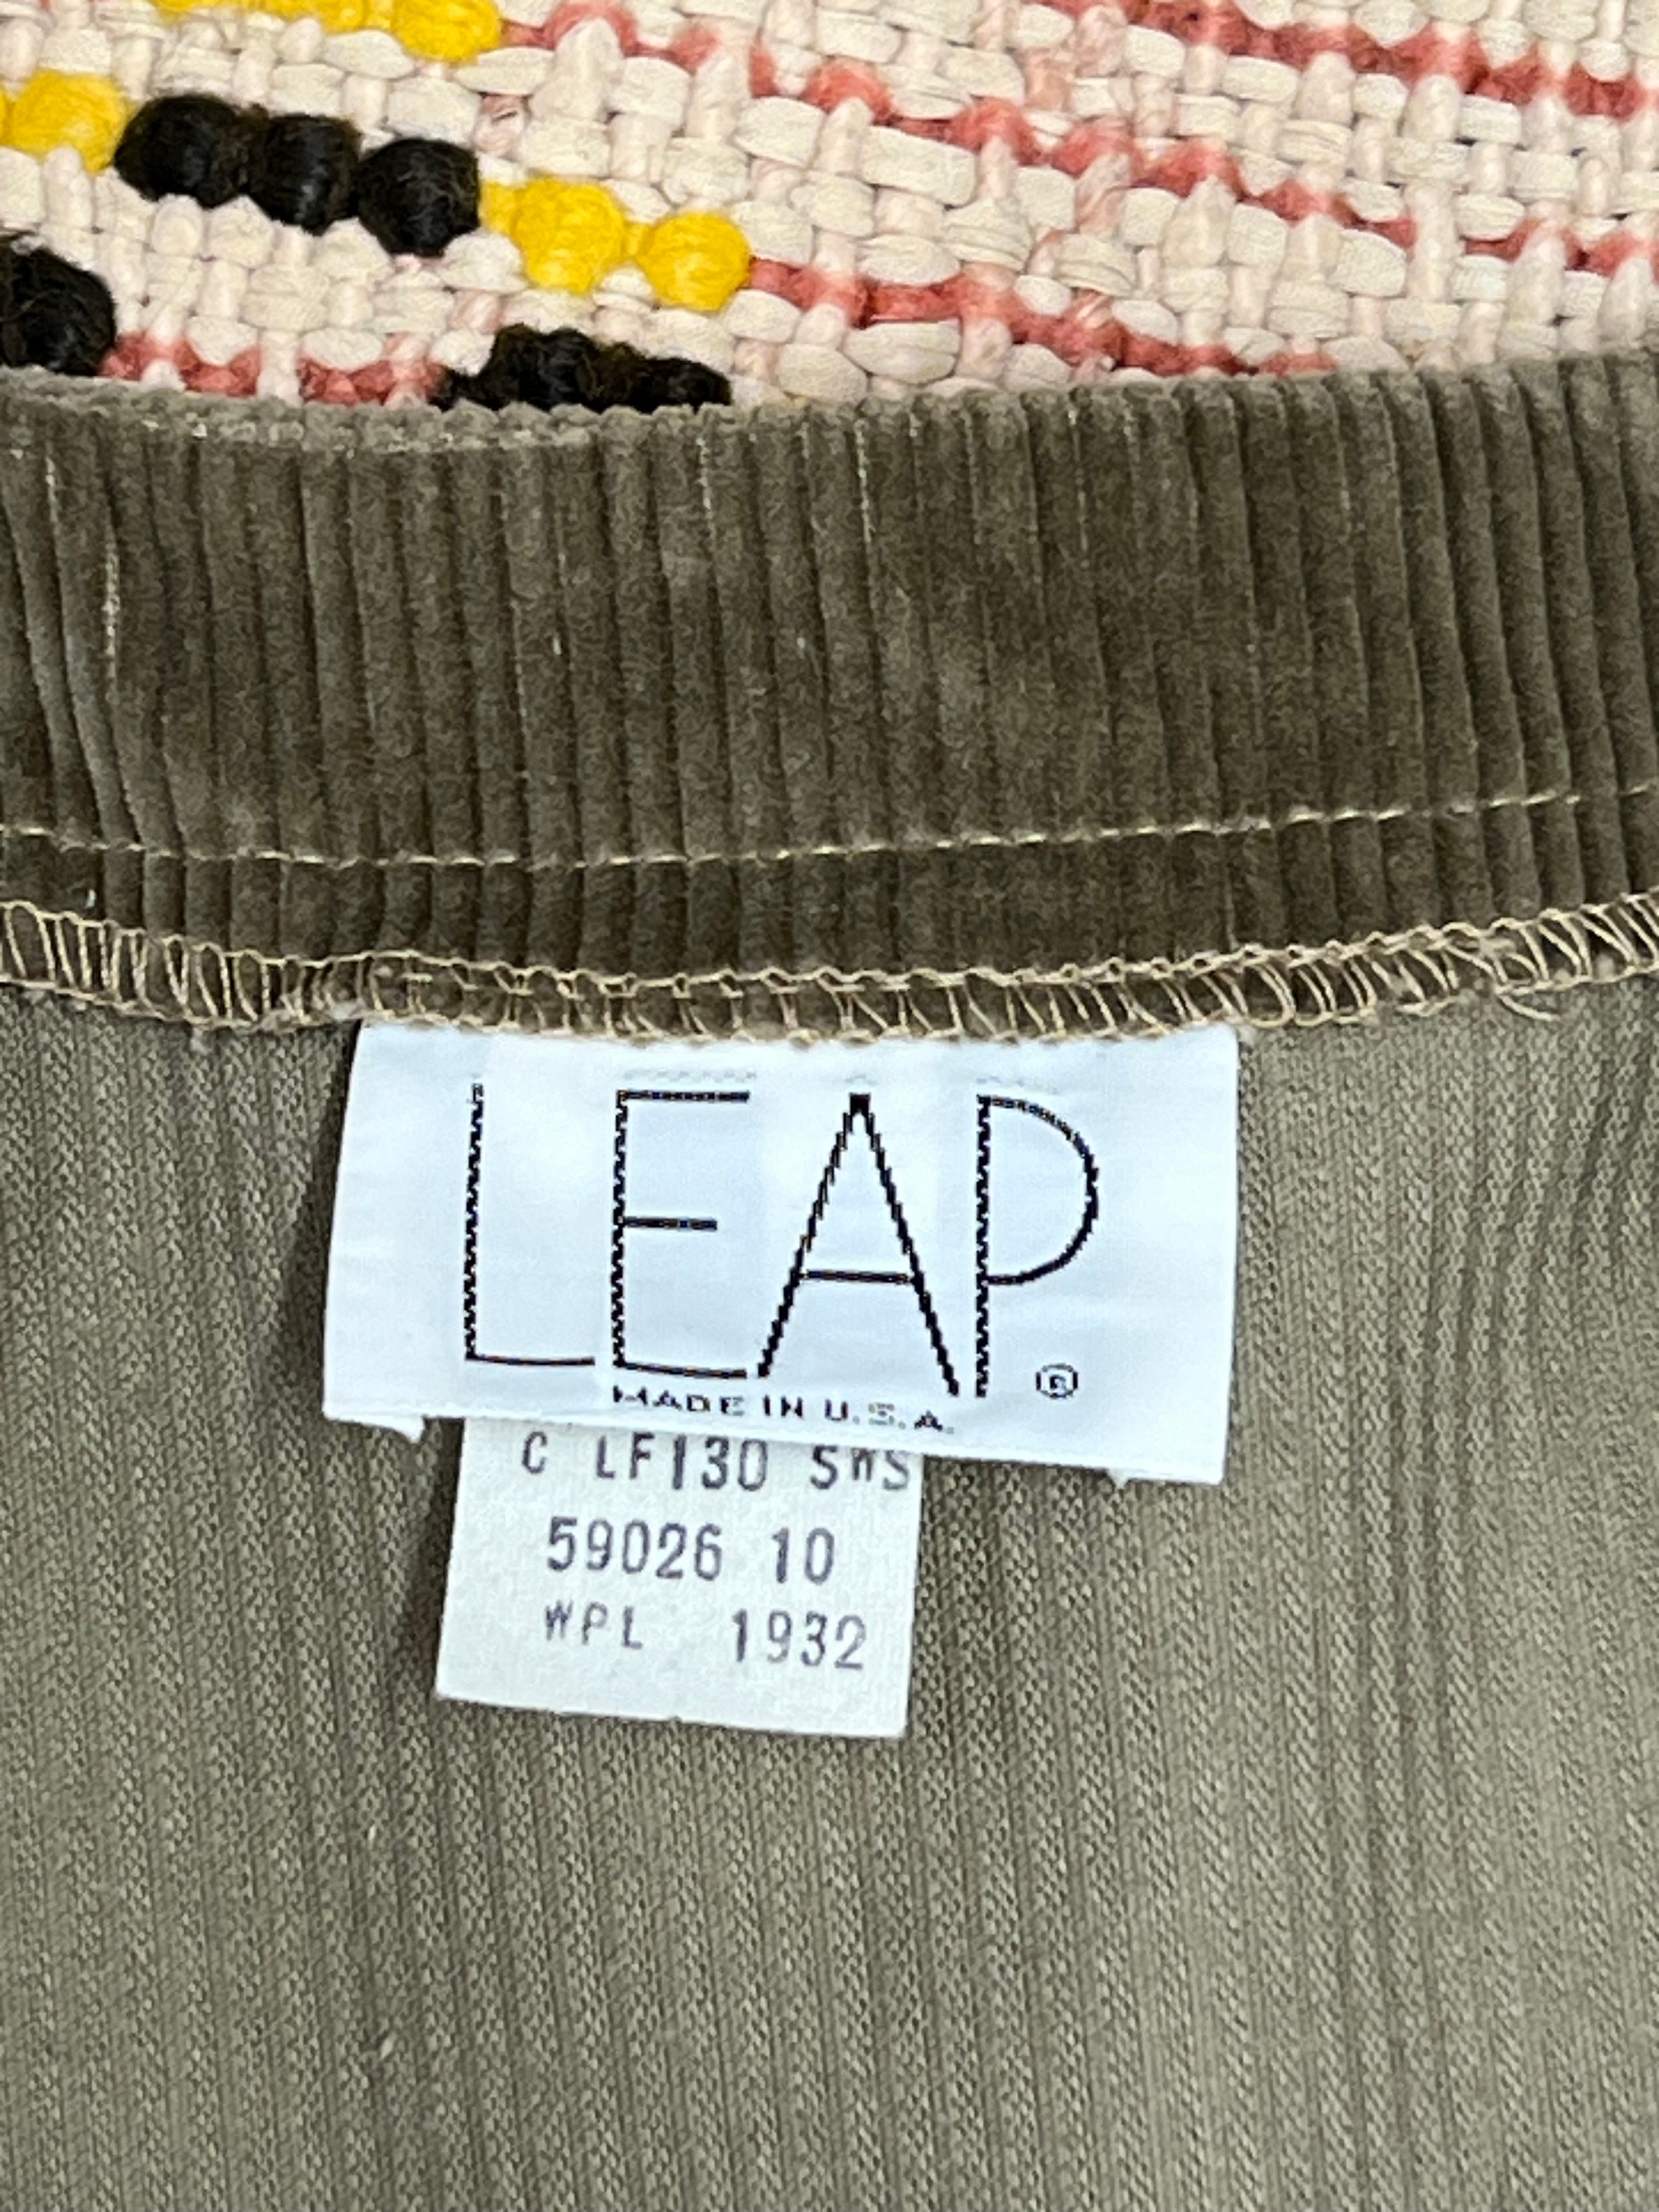 LEAP ®
MADE IN U.S.A.
C LF130 SWS
59026 10
WPL 1932